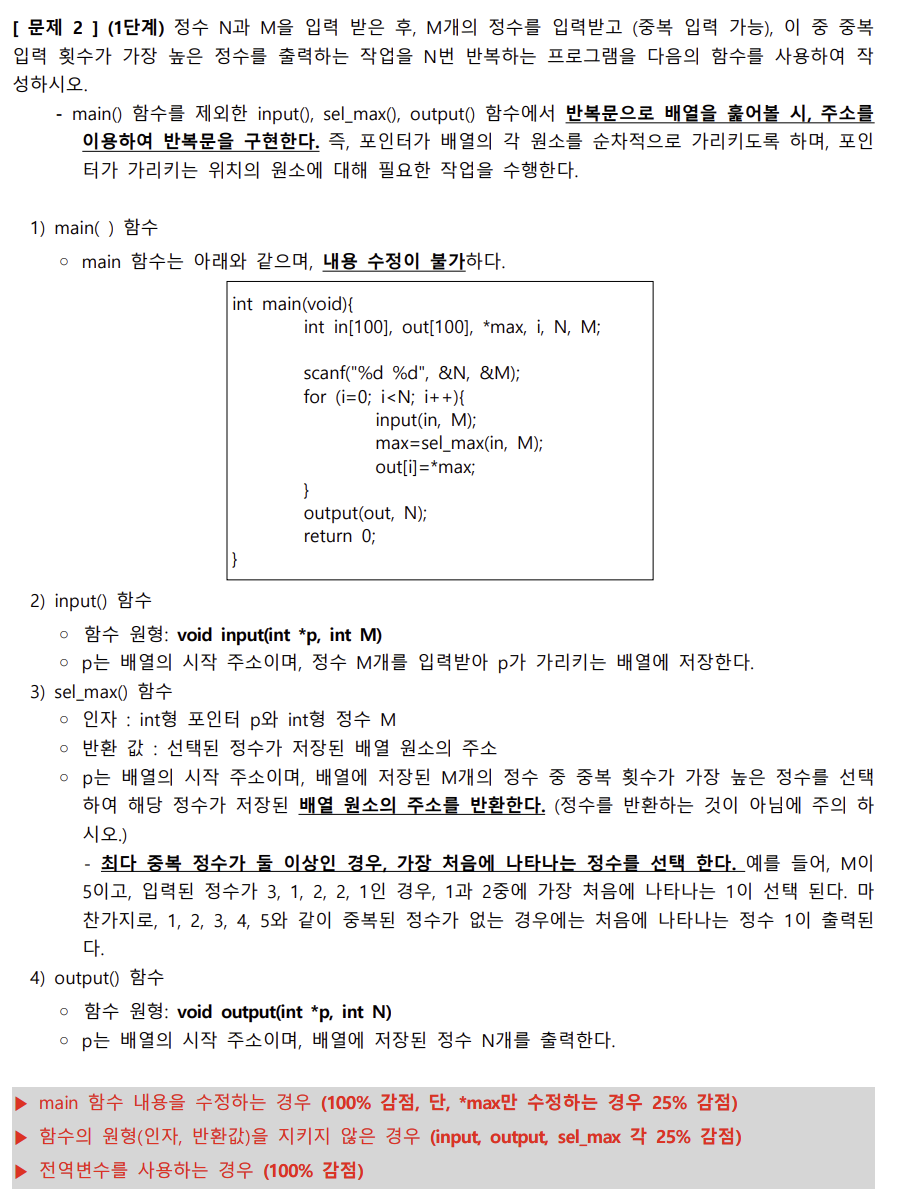 [ 문제 2 ] (1단계) 정수 N과 M을 입력 받은 후, M개의 정수를 입력받고 (중복 입력 가능), 이 중 중복
입력 횟수가 가장 높은 정수를 출력하는 작업을 N번 반복하는 프로그램을 다음의 함수를 사용하여 작
성하시오.
- main() 함수를 제외한 input(), sel_max(), output() 함수에서 반복문으로 배열을 훑어볼 시, 주소를
이용하여 반복문을 구현한다. 즉, 포인터가 배열의 각 원소를 순차적으로 가리키도록 하며, 포인
터가 가리키는 위치의 원소에 대해 필요한 작업을 수행한다.
1) main( ) 함수
○ main 함수는 아래와 같으며, 내용 수정이 불가하다.
int main(void){
int in[100], out[100], *max, i, N, M;
scanf("%d %d", &N, &M);
for (i=0; i<N; i++){
input(in, M);
max=sel_max(in, M);
out[i]=*max;
}
output(out, N);
return 0;
}
2) input() 함수
○ 함수 원형: void input(int *p, int M)
○ p는 배열의 시작 주소이며, 정수 M개를 입력받아 p가 가리키는 배열에 저장한다.
3) sel_max() 함수
○ 인자 : int형 포인터 p와 int형 정수 M
○ 반환 값 : 선택된 정수가 저장된 배열 원소의 주소
○ p는 배열의 시작 주소이며, 배열에 저장된 M개의 정수 중 중복 횟수가 가장 높은 정수를 선택
하여 해당 정수가 저장된 배열 원소의 주소를 반환한다. (정수를 반환하는 것이 아님에 주의 하
시오.)
- 최다 중복 정수가 둘 이상인 경우, 가장 처음에 나타나는 정수를 선택 한다. 예를 들어, M이
5이고, 입력된 정수가 3, 1, 2, 2, 1인 경우, 1과 2중에 가장 처음에 나타나는 1이 선택 된다. 마
찬가지로, 1, 2, 3, 4, 5와 같이 중복된 정수가 없는 경우에는 처음에 나타나는 정수 1이 출력된
다.
4) output() 함수
○ 함수 원형: void output(int *p, int N)
○ p는 배열의 시작 주소이며, 배열에 저장된 정수 N개를 출력한다.
▶ main 함수 내용을 수정하는 경우 (100% 감점, 단, *max만 수정하는 경우 25% 감점)
▶ 함수의 원형(인자, 반환값)을 지키지 않은 경우 (input, output, sel_max 각 25% 감점)
▶ 전역변수를 사용하는 경우 (100% 감점)